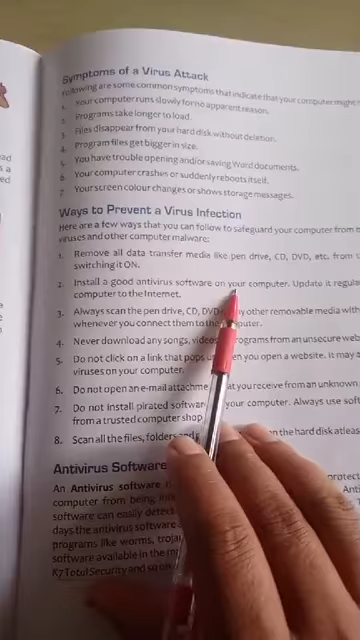 Symptoms of a Virus Attack
Following are some common symptoms that indicate that your computer might
1. Your computer runs slowly for no apparent reason.
2. Programs take longer to load.
3. Files disappear from your hard disk without deletion.
4. Program files get bigger in size.
5. You have trouble opening and/or saving Word documents.
6. Your computer crashes or suddenly reboots itself.
7. Your screen colour changes or shows storage messages.
Ways to Prevent a Virus Infection
Here are a few ways that you can follow to safeguard your computer from
viruses and other computer malware:
1. Remove all data transfer media like pen drive, CD, DVD, etc. from
switching it ON.
2. Install a good antivirus software on your computer. Update it regul
computer to the Internet.
3. Always scan the pen drive, CD, DVD any other removable media with
whenever you connect them to the computer.
4. Never download any songs, videos programs from an unsecure web
5. Do not click on a link that pops when you open a website. It may
viruses on your computer.
6. Do not open an e-mail attachme that you receive from an unknown
7. Do not install pirated softwar your computer. Always use soft
from a trusted computer shop
8. Scan all the files, folders and on the hard disk atleas
Antivirus Software
An Antivirus software protect
computer from being Anti
software can easily detec
days the antivirus software
programs like worms, troja
software available in the m
K7 Total Security and so on